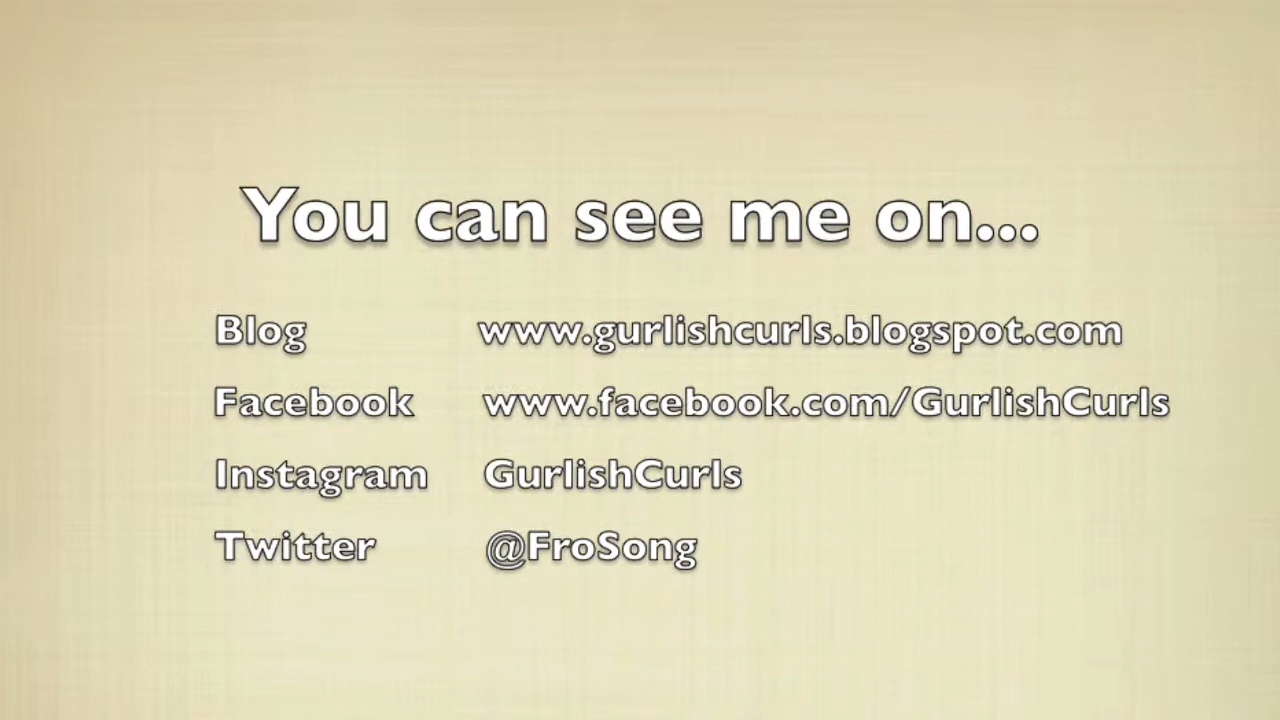 You can see me on...
Blog www.gurlishcurls.blogspot.com
Facebook www.facebook.com/GurlishCurls
Instagram GurlishCurls
Twitter @FroSong